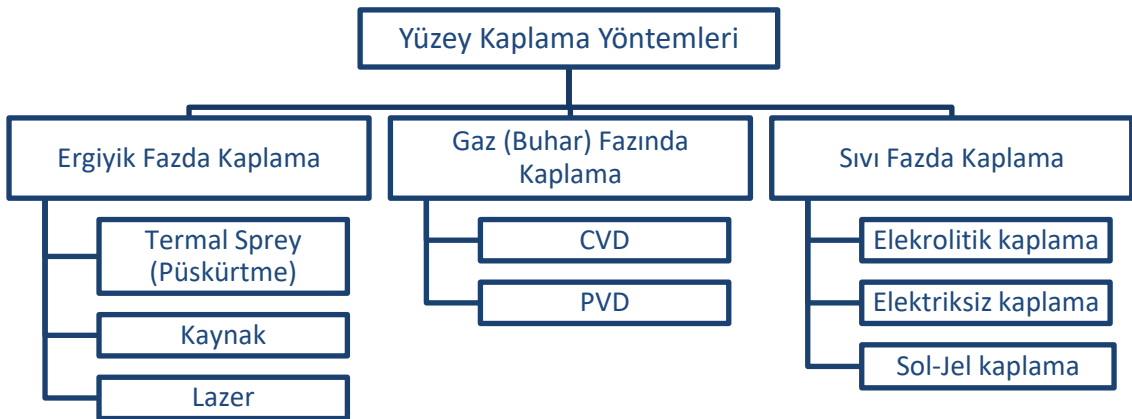 Yüzey Kaplama Yöntemleri
Ergiyik Fazda Kaplama
Termal Sprey
(Püskürtme)
Kaynak
Lazer
Gaz (Buhar) Fazında
Kaplama
CVD
PVD
Sıvı Fazda Kaplama
Elekrolitik kaplama
Elektriksiz kaplama
Sol-Jel kaplama